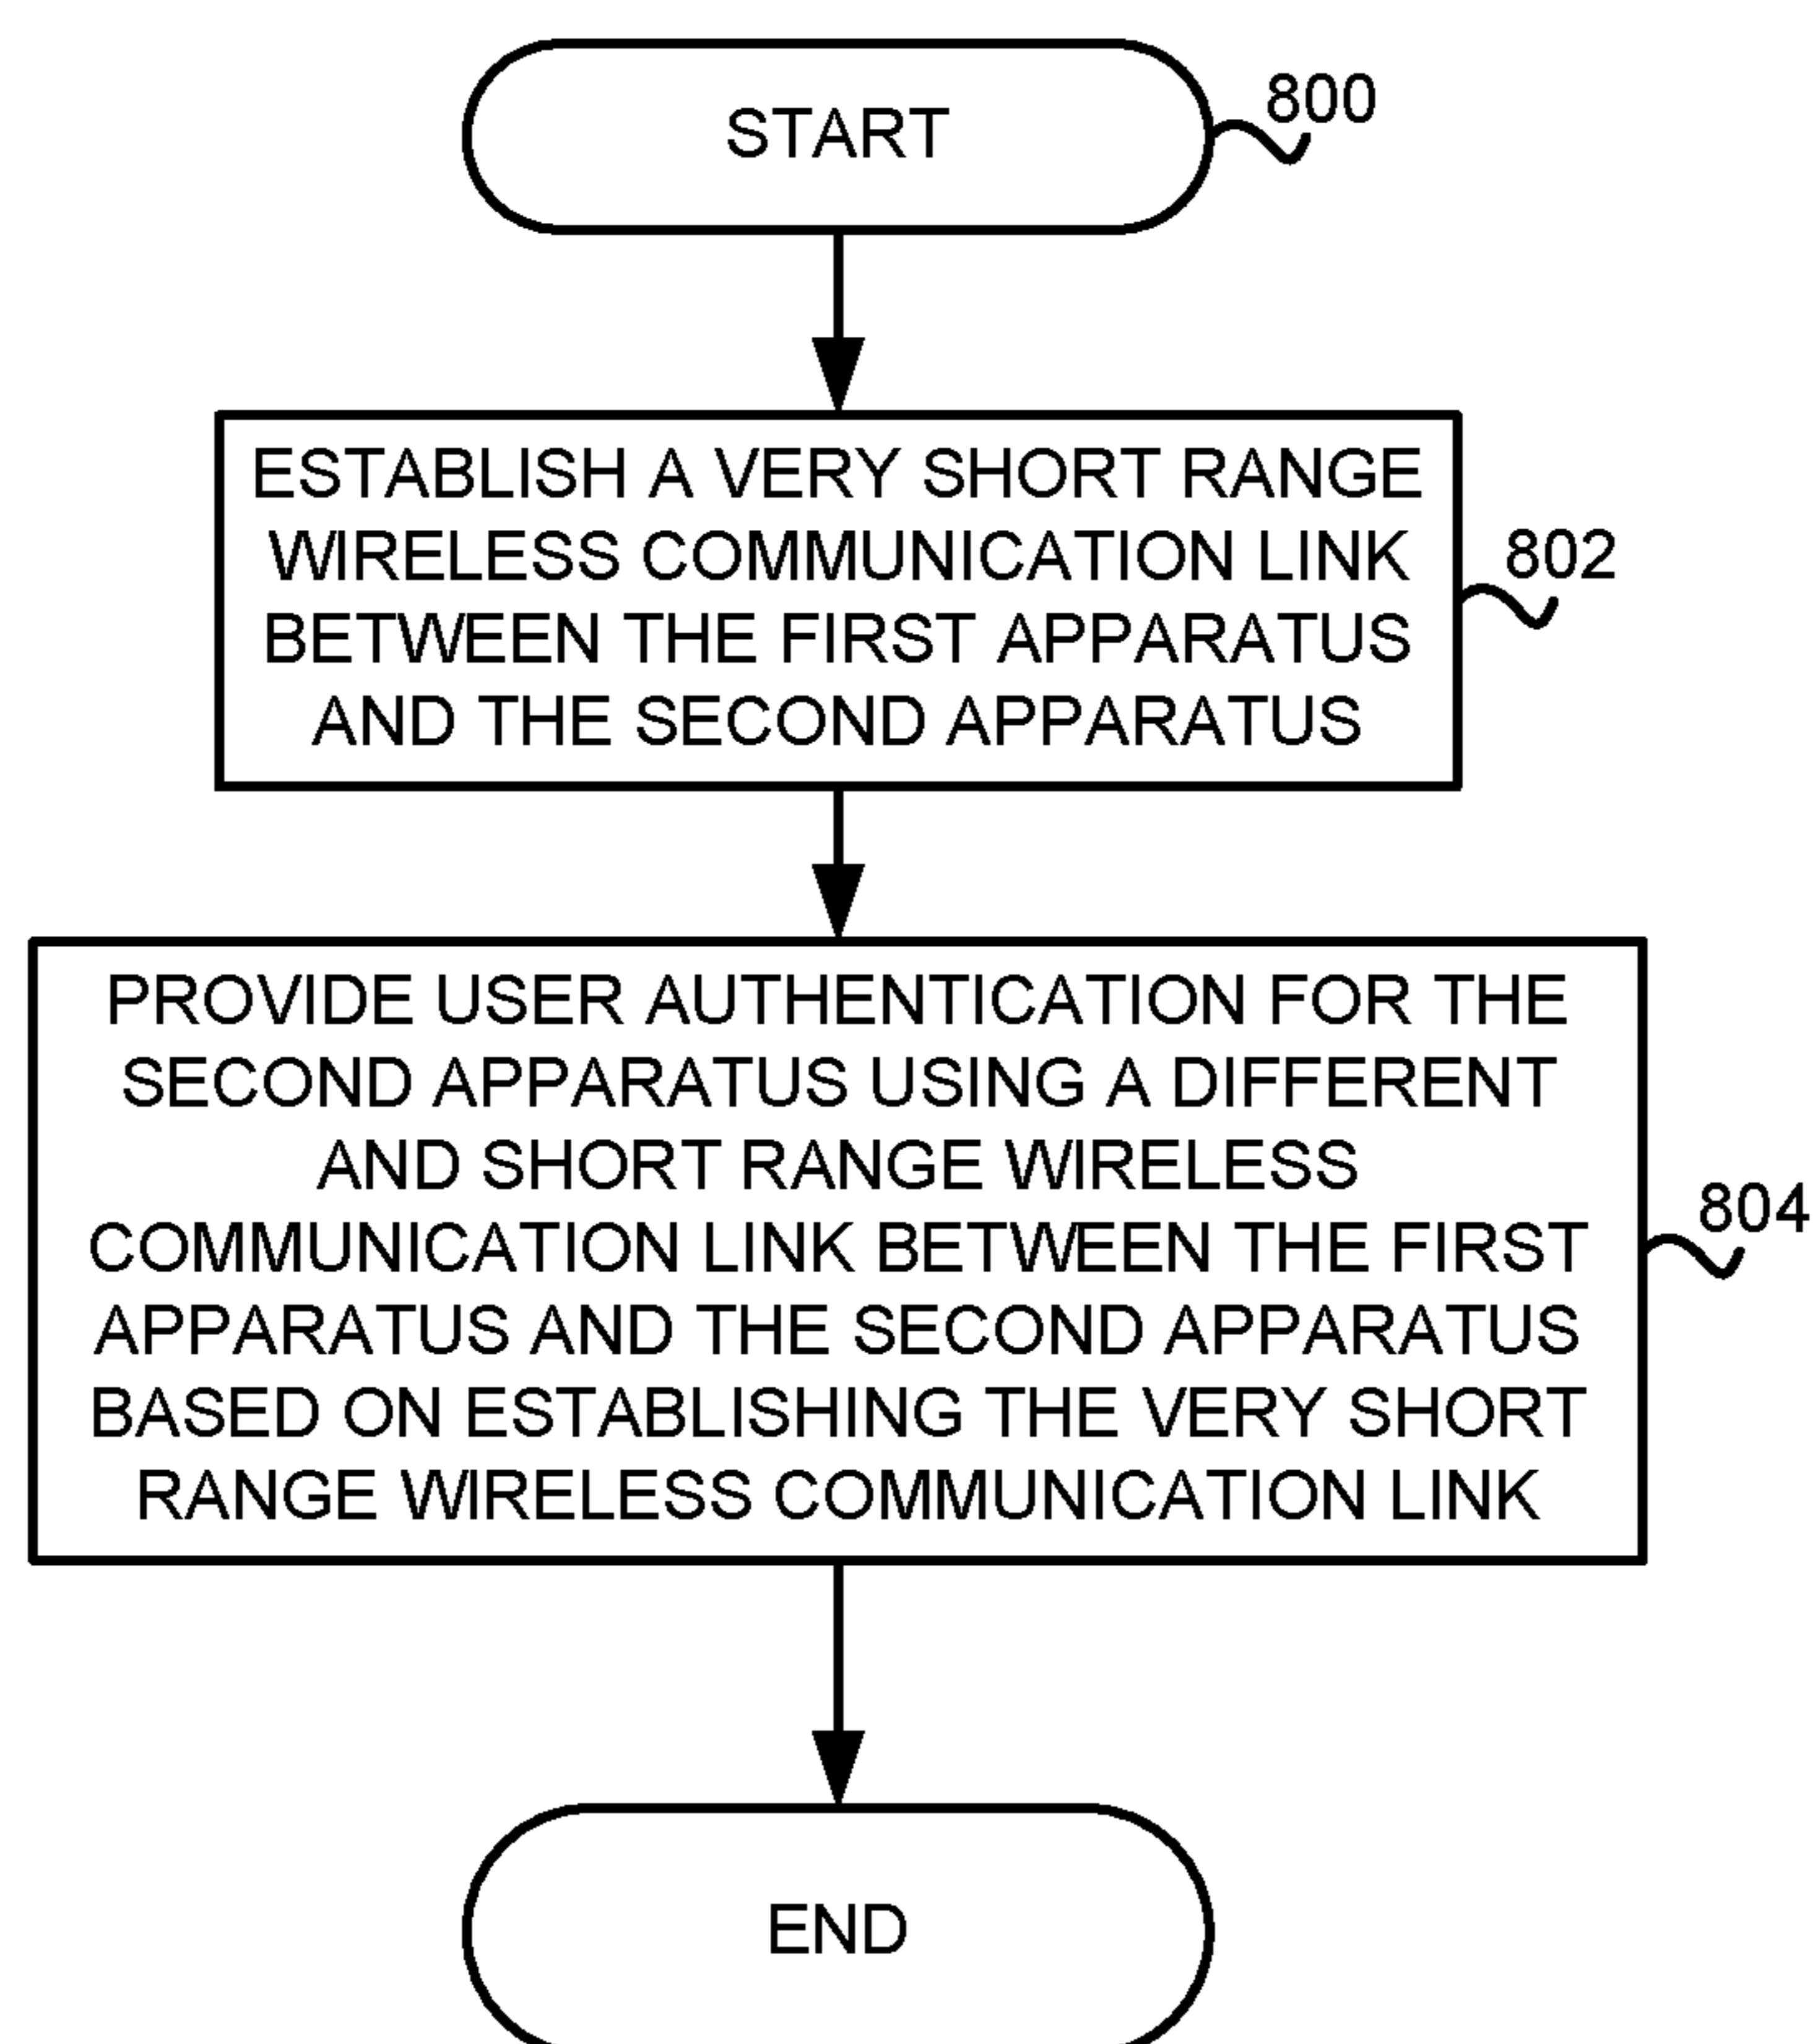 START
800
ESTABLISH A VERY SHORT RANGE
WIRELESS COMMUNICATION LINK
BETWEEN THE FIRST APPARATUS
AND THE SECOND APPARATUS
802
PROVIDE USER AUTHENTICATION FOR THE
SECOND APPARATUS USING A DIFFERENT
AND SHORT RANGE WIRELESS
COMMUNICATION LINK BETWEEN THE FIRST
APPARATUS AND THE SECOND APPARATUS
BASED ON ESTABLISHING THE VERY SHORT
RANGE WIRELESS COMMUNICATION LINK
804
END